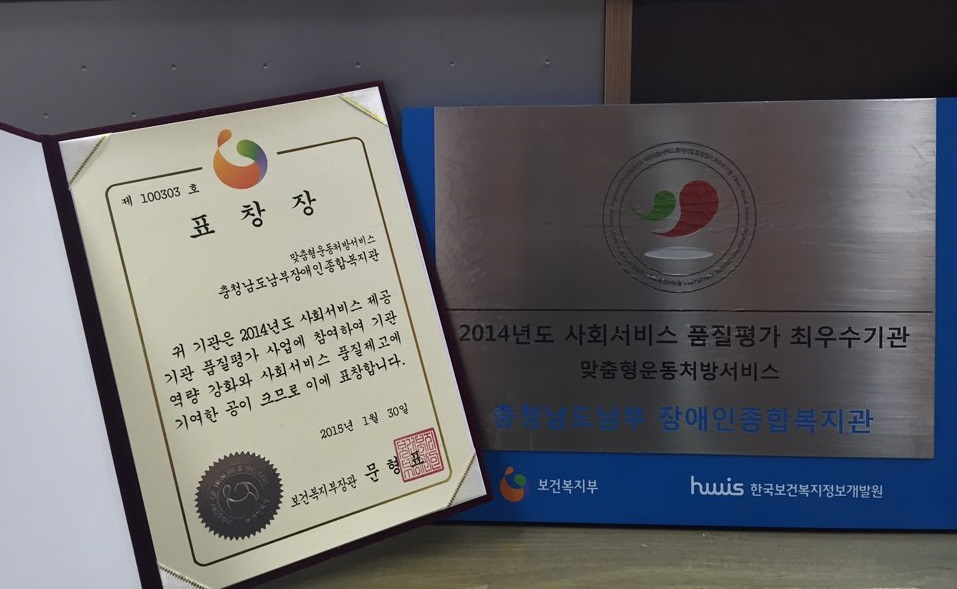 제 100303 호
표 창 장
맞춤형운동처방서비스
충청남도남부장애인종합복지관
귀 기관은 2014년도 사회서비스 제공
기관 품질평가 사업에 참여하여 기관
역량 강화와 사회서비스 품질제고에
기여한 공이 크므로 이에 표창합니다.
2015년 1월 30일
보건복지부장관 문 형 표
2014년도 사회서비스 품질평가 최우수기관
맞춤형운동처방서비스
충청남도남부 장애인종합복지관
보건복지부
hwis 한국보건복지정보개발원